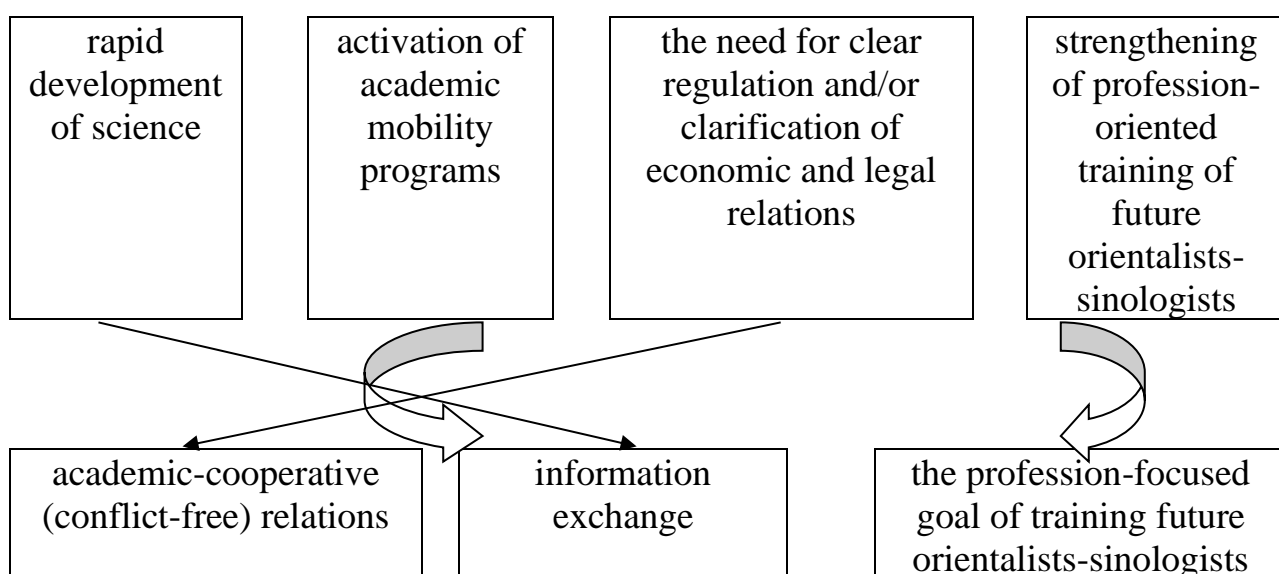 rapid
development
of science
activation of
academic
mobility
programs
the need for clear
regulation and/or
clarification of
economic and legal
relations
strengthening
of profession-
oriented
training of
future
orientalists-
sinologists
academic-cooperative
(conflict-free) relations
information
exchange
the profession-focused
goal of training future
orientalists-sinologists